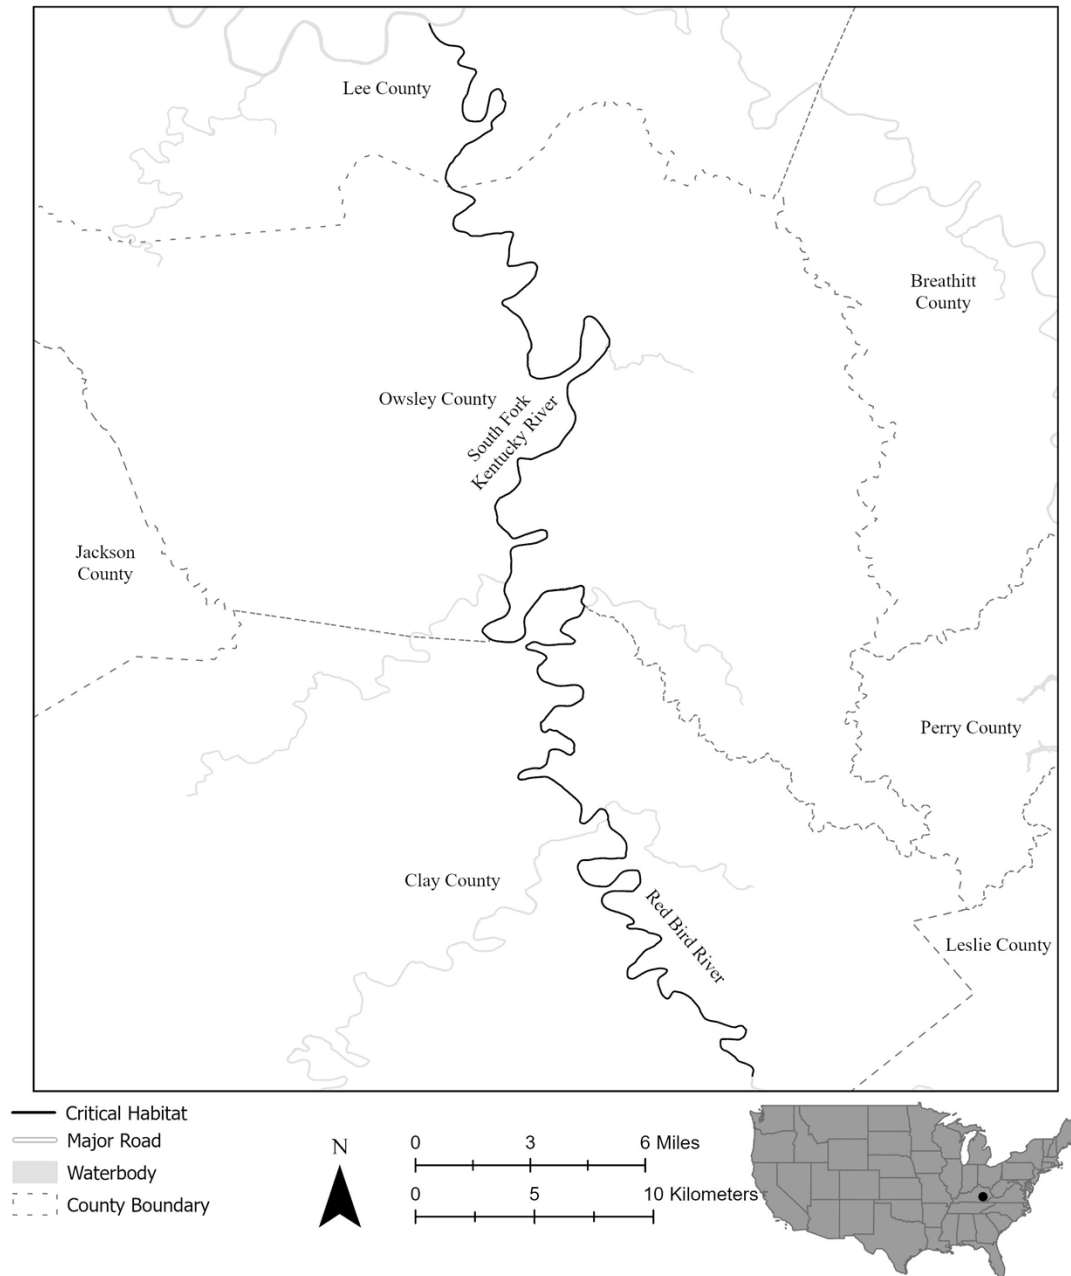 Lee County
Breathitt
County
Owsley County
South Fork
Kentucky River
Jackson
County
Perry County
Clay County
Red Bird River
Leslie County
Critical Habitat
Major Road
Waterbody
County Boundary
N
0 3 6 Miles
0 5 10 Kilometers